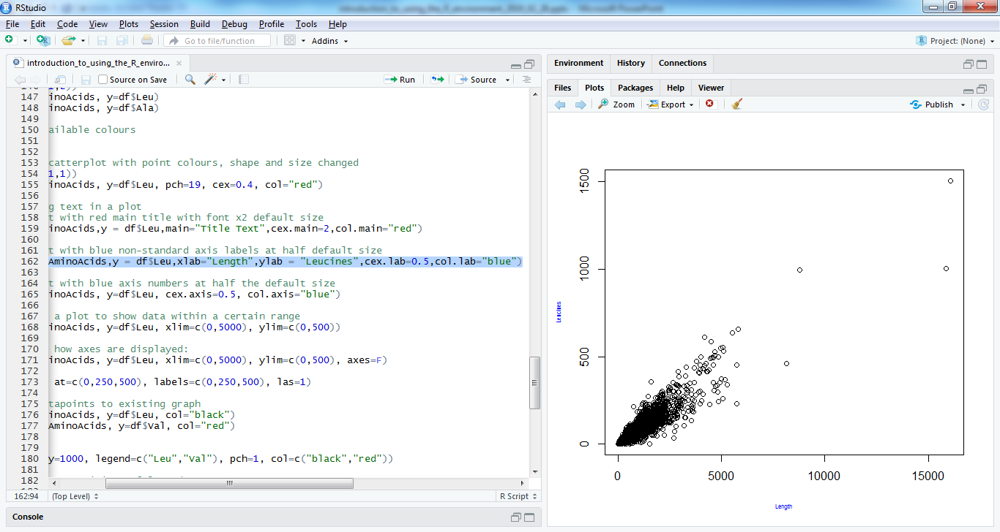 RStudio
File Edit Code View Plots Session Build Debug Profile Tools Help
Go to file/function Addins Project: (None)
introduction_to_using_the_R_enviro...
Source on Save Run Source
147 inoAcids, y=df$Leu)
148 inoAcids, y=df$Ala)
149
150 ailable colours
151
152
153 catterplot with point colours, shape and size changed
154 1,1))
155 inoAcids, y=df$Leu, pch=19, cex=0.4, col="red")
156
157 g text in a plot
158 t with red main title with font x2 default size
159 inoAcids,y = df$Leu,main="Title Text",cex.main=2,col.main="red")
160
161 t with blue non-standard axis labels at half default size
162 AminoAcids,y = df$Leu,xlab="Length",ylab = "Leucines",cex.lab=0.5,col.lab="blue")
163
164 t with blue axis numbers at half the default size
165 inoAcids, y=df$Leu, cex.axis=0.5, col.axis="blue")
166
167 a plot to show data within a certain range
168 inoAcids, y=df$Leu, xlim=c(0,5000), ylim=c(0,500))
169
170 how axes are displayed:
171 inoAcids, y=df$Leu, xlim=c(0,5000), ylim=c(0,500), axes=F)
172
173 at=c(0,250,500), labels=c(0,250,500), las=1)
174
175 tapoints to existing graph
176 inoAcids, y=df$Leu, col="black")
177 AminoAcids, y=df$Val, col="red")
178
179
180 y=1000, legend=c("Leu","Val"), pch=1, col=c("black","red"))
181
182
162:94 (Top Level) R Script
Console
Environment History Connections
Files Plots Packages Help Viewer
Zoom Export Publish
1500
1000
500
0
Leucines
0 5000 10000 15000
Length